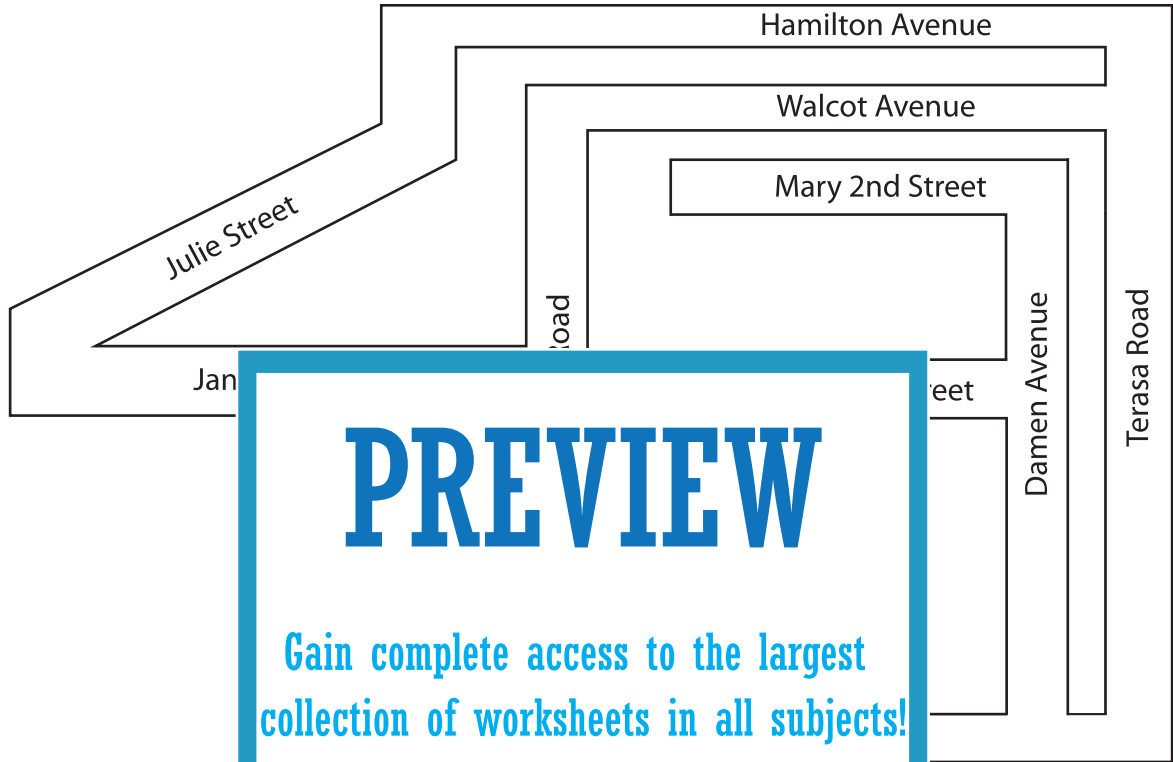 Hamilton Avenue
Walcot Avenue
Mary 2nd Street
Julie Street
Terasa Road
Damen Avenue
PREVIEW
Gain complete access to the largest
collection of worksheets in all subjects!